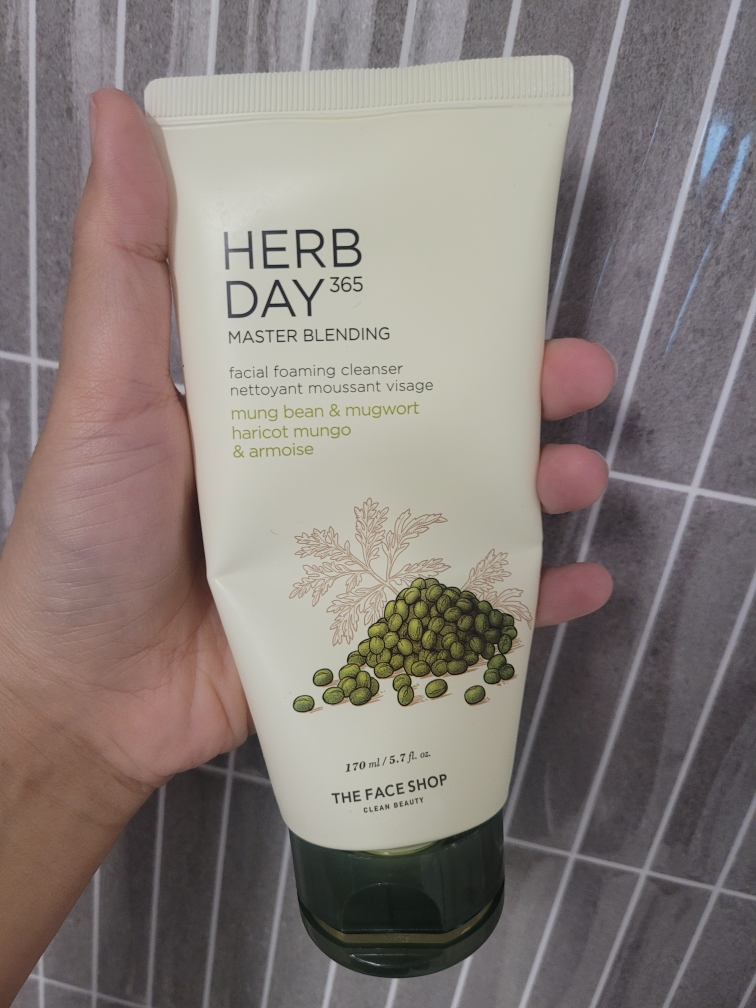 HERB
DAY 365
MASTER BLENDING
facial foaming cleanser
nettoyant moussant visage
mung bean & mugwort
haricot mungo
& armoise
170 ml / 5.7 fl. oz.
THE FACE SHOP
CLEAN BEAUTY